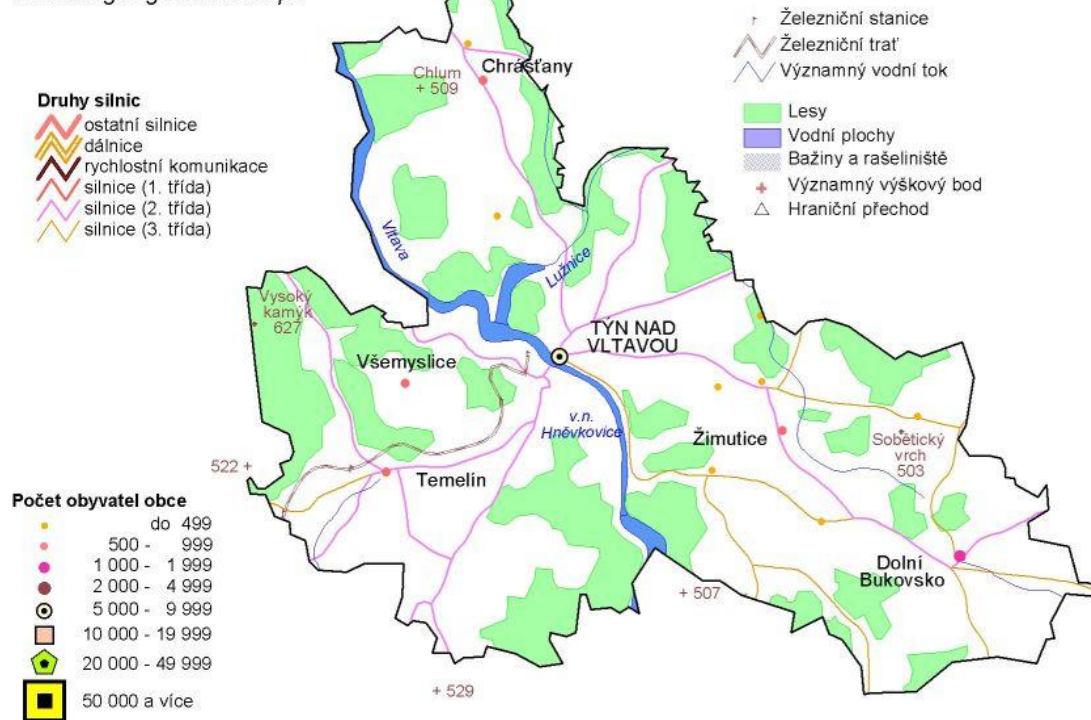 Železniční stanice
Železniční trať
Významný vodní tok
Lesy
Vodní plochy
Bažiny a rašeliniště
Významný výškový bod
Hraniční přechod
Druhy silnic
ostatní silnice
dálnice
rychlostní komunikace
silnice (1. třída)
silnice (2. třída)
silnice (3. třída)
Chlum
+ 509
Chrášťany
Vltava
Lužnice
Vysoký
kamýk
627
TÝN NAD
VLTAVOU
Všemyslice
v.n.
Hněvkovice
Žimutice
Sobětický
vrch
503
522 +
Temelín
Dolní
Bukovsko
+ 507
+ 529
Počet obyvatel obce
do 499
500 - 999
1 000 - 1 999
2 000 - 4 999
5 000 - 9 999
10 000 - 19 999
20 000 - 49 999
50 000 a více